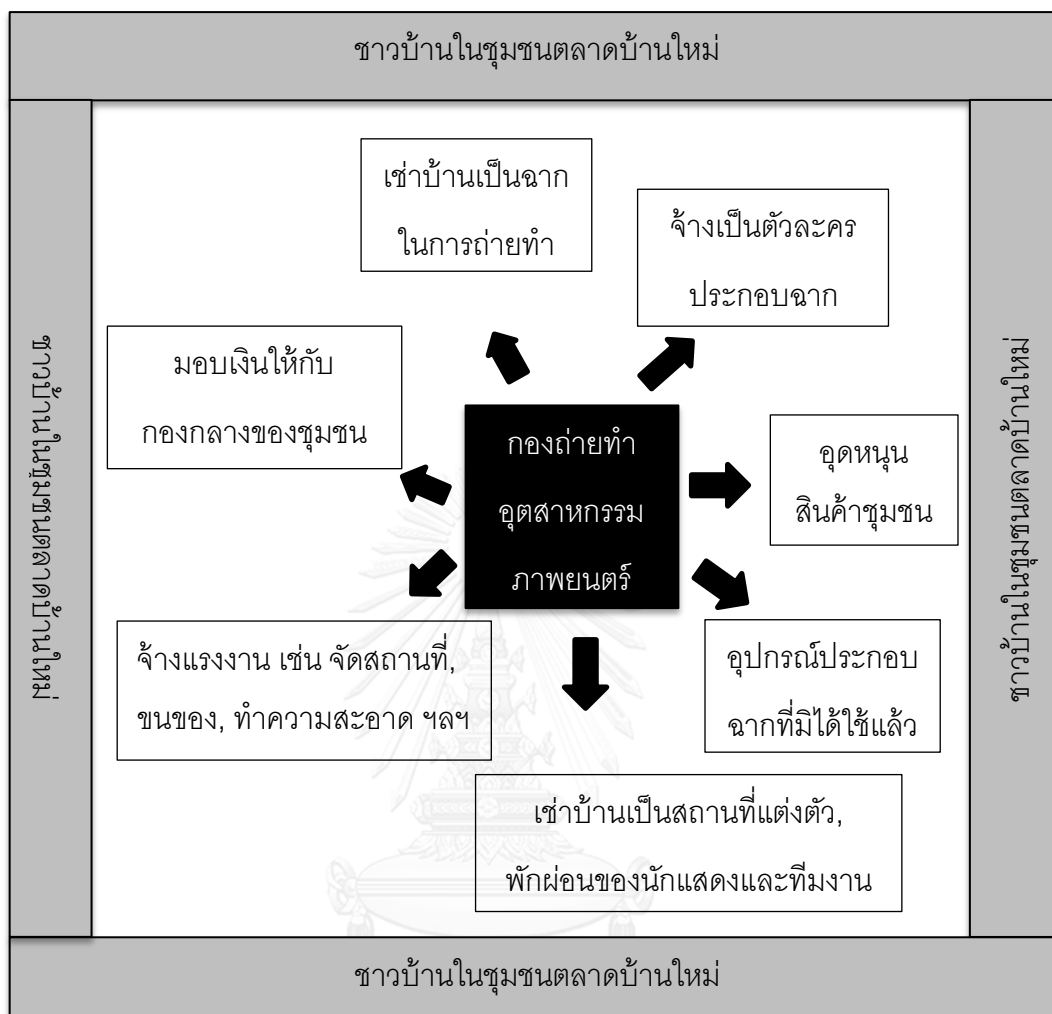 ชาวบ้านในชุมชนตลาดบ้านใหม่
เช่าบ้านเป็นฉาก
ในการถ่ายทำ
จ้างเป็นตัวละคร
ประกอบฉาก
มอบเงินให้กับ
กองกลางของชุมชน
กองถ่ายทำ
อุตสาหกรรม
ภาพยนตร์
อุดหนุน
สินค้าชุมชน
จ้างแรงงาน เช่น จัดสถานที่,
ขนของ, ทำความสะอาด ฯลฯ
อุปกรณ์ประกอบ
ฉากที่มิได้ใช้แล้ว
เช่าบ้านเป็นสถานที่แต่งตัว,
พักผ่อนของนักแสดงและทีมงาน
ชาวบ้านในชุมชนตลาดบ้านใหม่
ชาวบ้านในชุมชนตลาดบ้านใหม่
ชาวบ้านในชุมชนตลาดบ้านใหม่